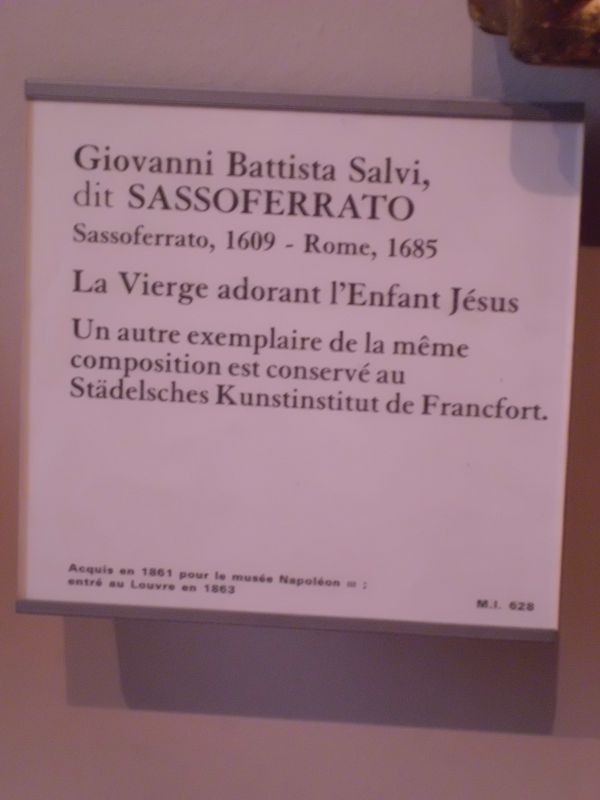 Giovanni Battista Salvi,
dit SASSOFERRATO
Sassoferrato, 1609 - Rome, 1685
La Vierge adorant l'Enfant Jésus
Un autre exemplaire de la même
composition est conservé au
Städelsches Kunstinstitut de Francfort.
Acquis en 1861 pour le musée Napoléon III ;
entré au Louvre en 1863
M.I. 628